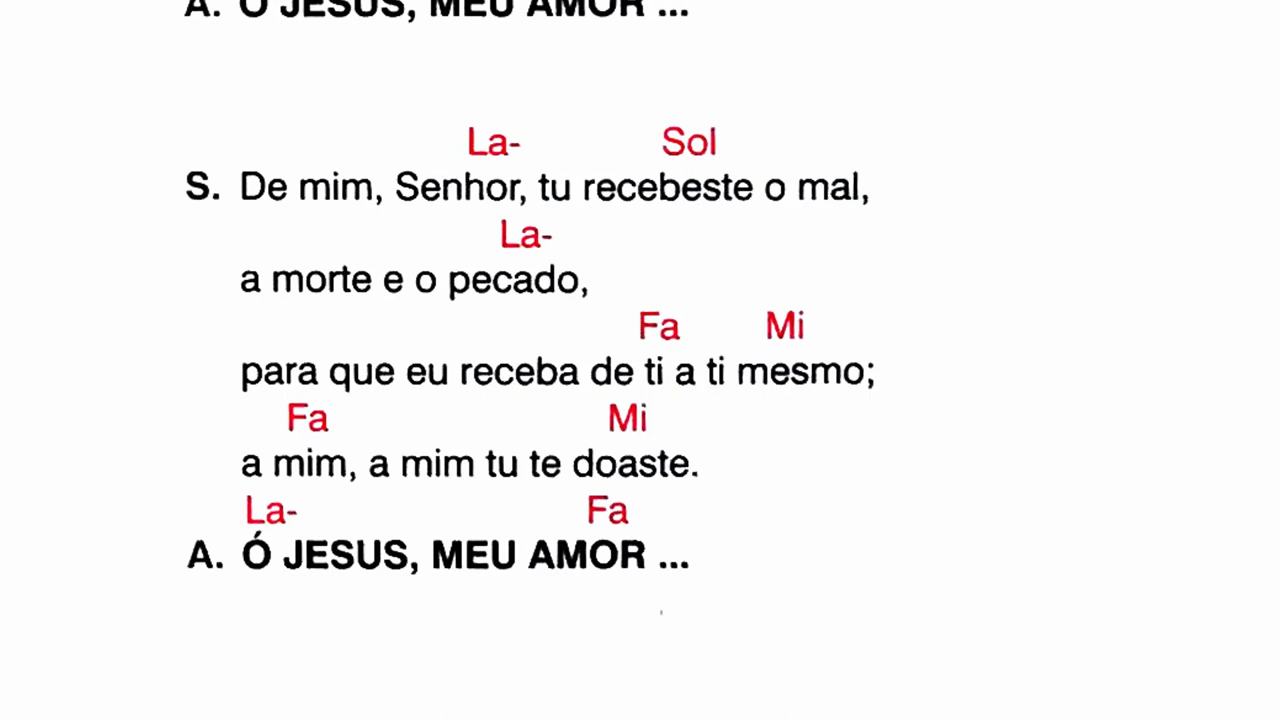 A. Ó JESUS, MEU AMOR ...
La- Sol
S. De mim, Senhor, tu recebeste o mal,
La-
a morte e o pecado,
Fa Mi
para que eu receba de ti a ti mesmo;
Fa Mi
a mim, a mim tu te doaste.
La- Fa
A. Ó JESUS, MEU AMOR ...